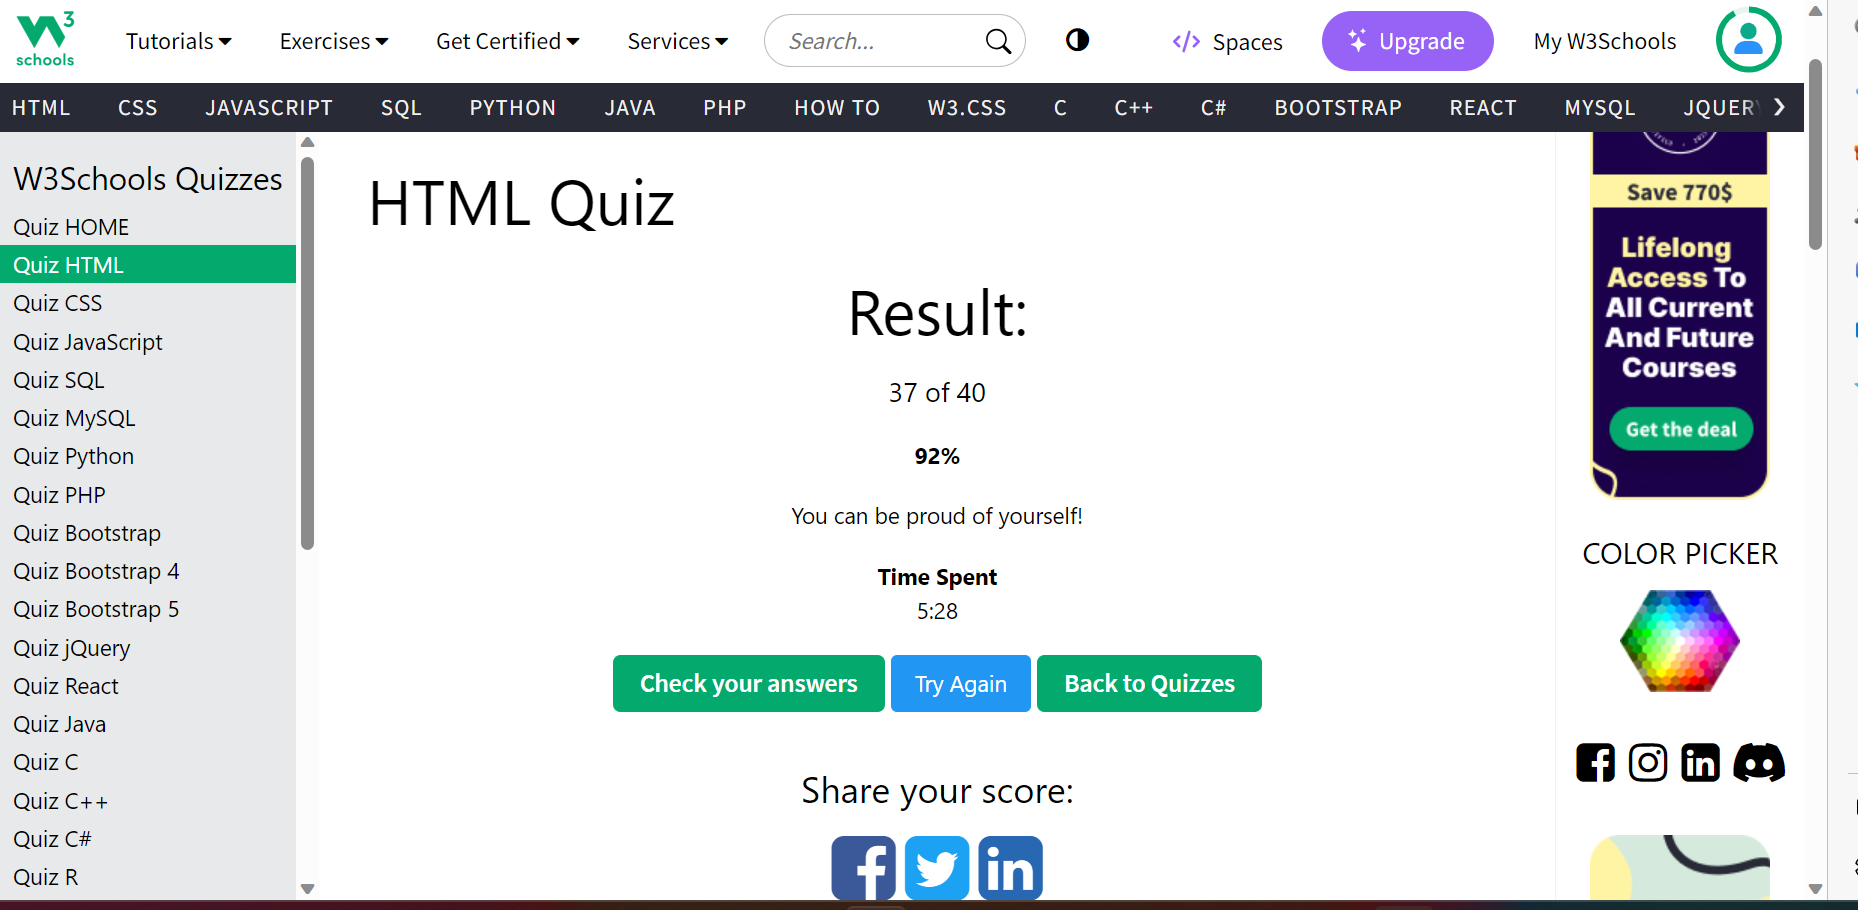 W3 schools
Tutorials Exercises Get Certified Services Search... Spaces Upgrade My W3Schools
HTML CSS JAVASCRIPT SQL PYTHON JAVA PHP HOW TO W3.CSS C C++ C# BOOTSTRAP REACT MYSQL JQUERY
W3Schools Quizzes
Quiz HOME
Quiz HTML
Quiz CSS
Quiz JavaScript
Quiz SQL
Quiz MySQL
Quiz Python
Quiz PHP
Quiz Bootstrap
Quiz Bootstrap 4
Quiz Bootstrap 5
Quiz jQuery
Quiz React
Quiz Java
Quiz C
Quiz C++
Quiz C#
Quiz R
HTML Quiz
Result:
37 of 40
92%
You can be proud of yourself!
Time Spent
5:28
Check your answers Try Again Back to Quizzes
Share your score:
Save 770$
Lifelong
Access To
All Current
And Future
Courses
Get the deal
COLOR PICKER